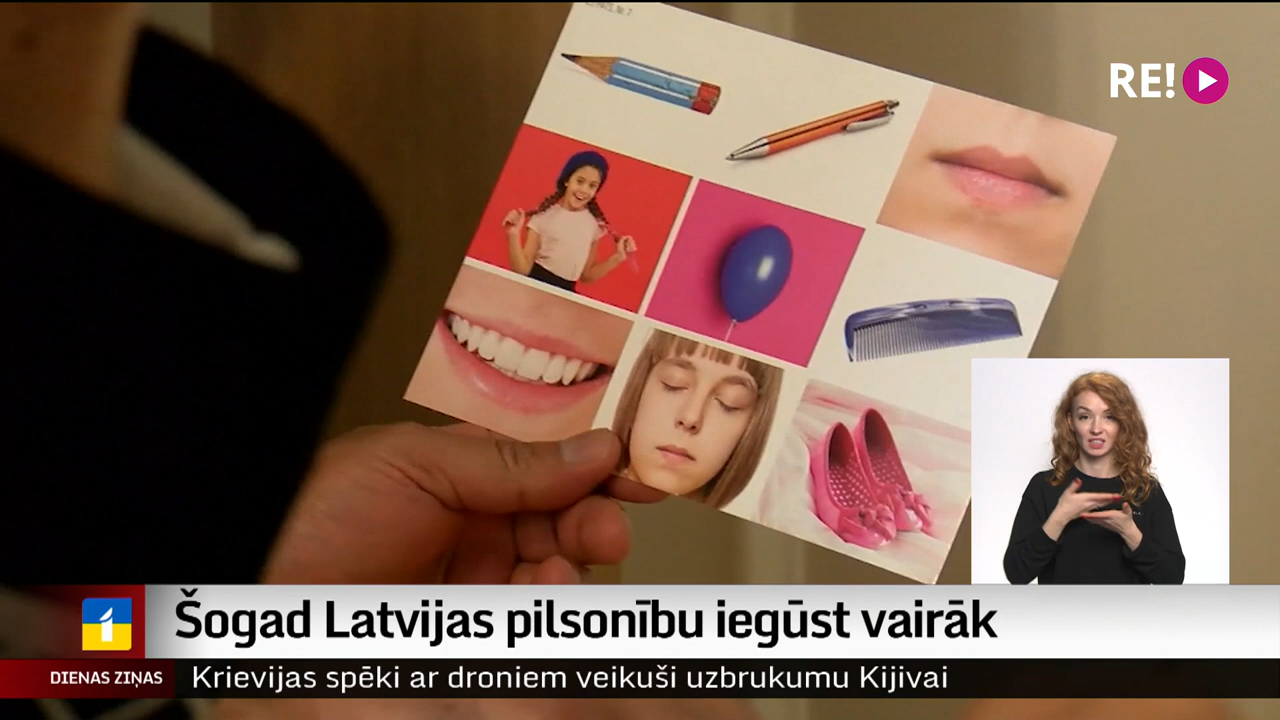 RE!
Šogad Latvijas pilsonību iegūst vairāk
DIENAS ZIŅAS
Krievijas spēki ar droniem veikuši uzbrukumu Kijivai